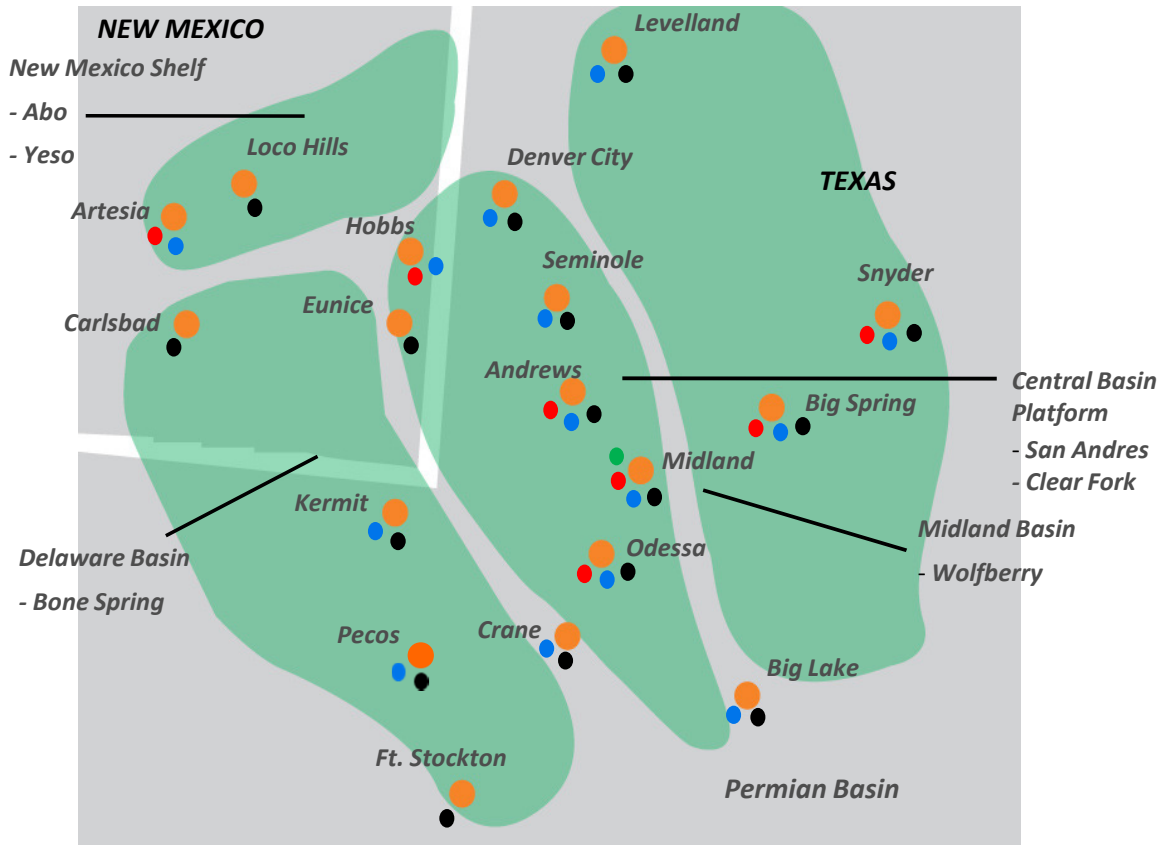 NEW MEXICO
Levelland
New Mexico Shelf
- Abo
- Yeso
Loco Hills
Denver City
TEXAS
Artesia
Hobbs
Seminole
Snyder
Carlsbad
Eunice
Andrews
Central Basin
Platform
- San Andres
- Clear Fork
Big Spring
Midland
Kermit
Midland Basin
- Wolfberry
Delaware Basin
- Bone Spring
Odessa
Pecos
Crane
Big Lake
Ft. Stockton
Permian Basin